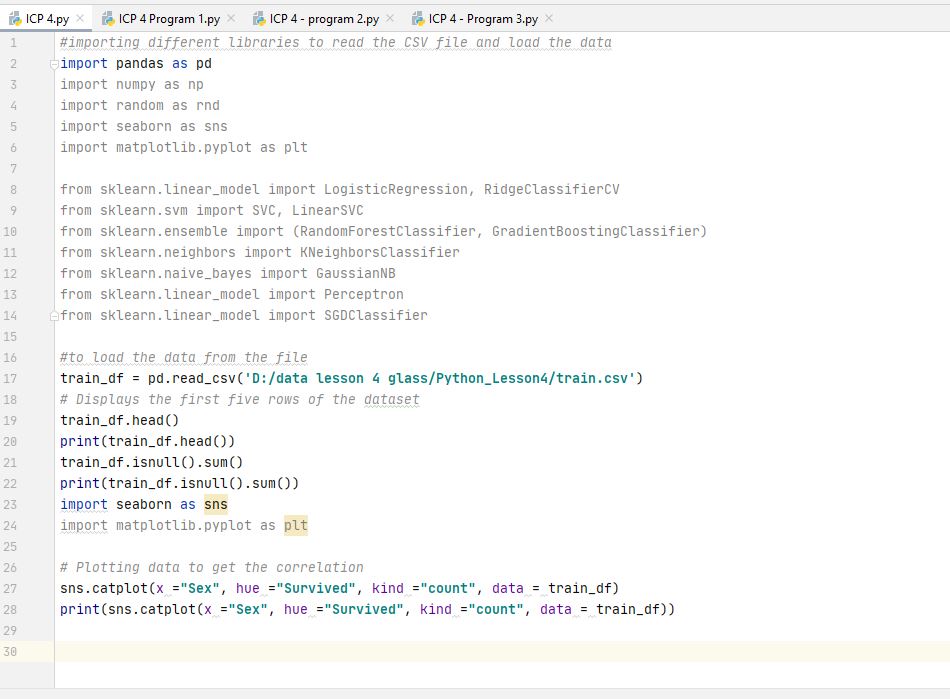 ICP 4.py ICP 4 Program 1.py ICP 4 - program 2.py ICP 4 - Program 3.py
1 #importing different libraries to read the CSV file and load the data
2 import pandas as pd
3 import numpy as np
4 import random as rnd
5 import seaborn as sns
6 import matplotlib.pyplot as plt
7
8 from sklearn.linear_model import LogisticRegression, RidgeClassifierCV
9 from sklearn.svm import SVC, LinearSVC
10 from sklearn.ensemble import (RandomForestClassifier, GradientBoostingClassifier)
11 from sklearn.neighbors import KNeighborsClassifier
12 from sklearn.naive_bayes import GaussianNB
13 from sklearn.linear_model import Perceptron
14 from sklearn.linear_model import SGDClassifier
15
16 #to load the data from the file
17 train_df = pd.read_csv('D:/data lesson 4 glass/Python_Lesson4/train.csv')
18 # Displays the first five rows of the dataset
19 train_df.head()
20 print(train_df.head())
21 train_df.isnull().sum()
22 print(train_df.isnull().sum())
23 import seaborn as sns
24 import matplotlib.pyplot as plt
25
26 # Plotting data to get the correlation
27 sns.catplot(x ="Sex", hue ="Survived", kind ="count", data = train_df)
28 print(sns.catplot(x ="Sex", hue ="Survived", kind ="count", data = train_df))
29
30